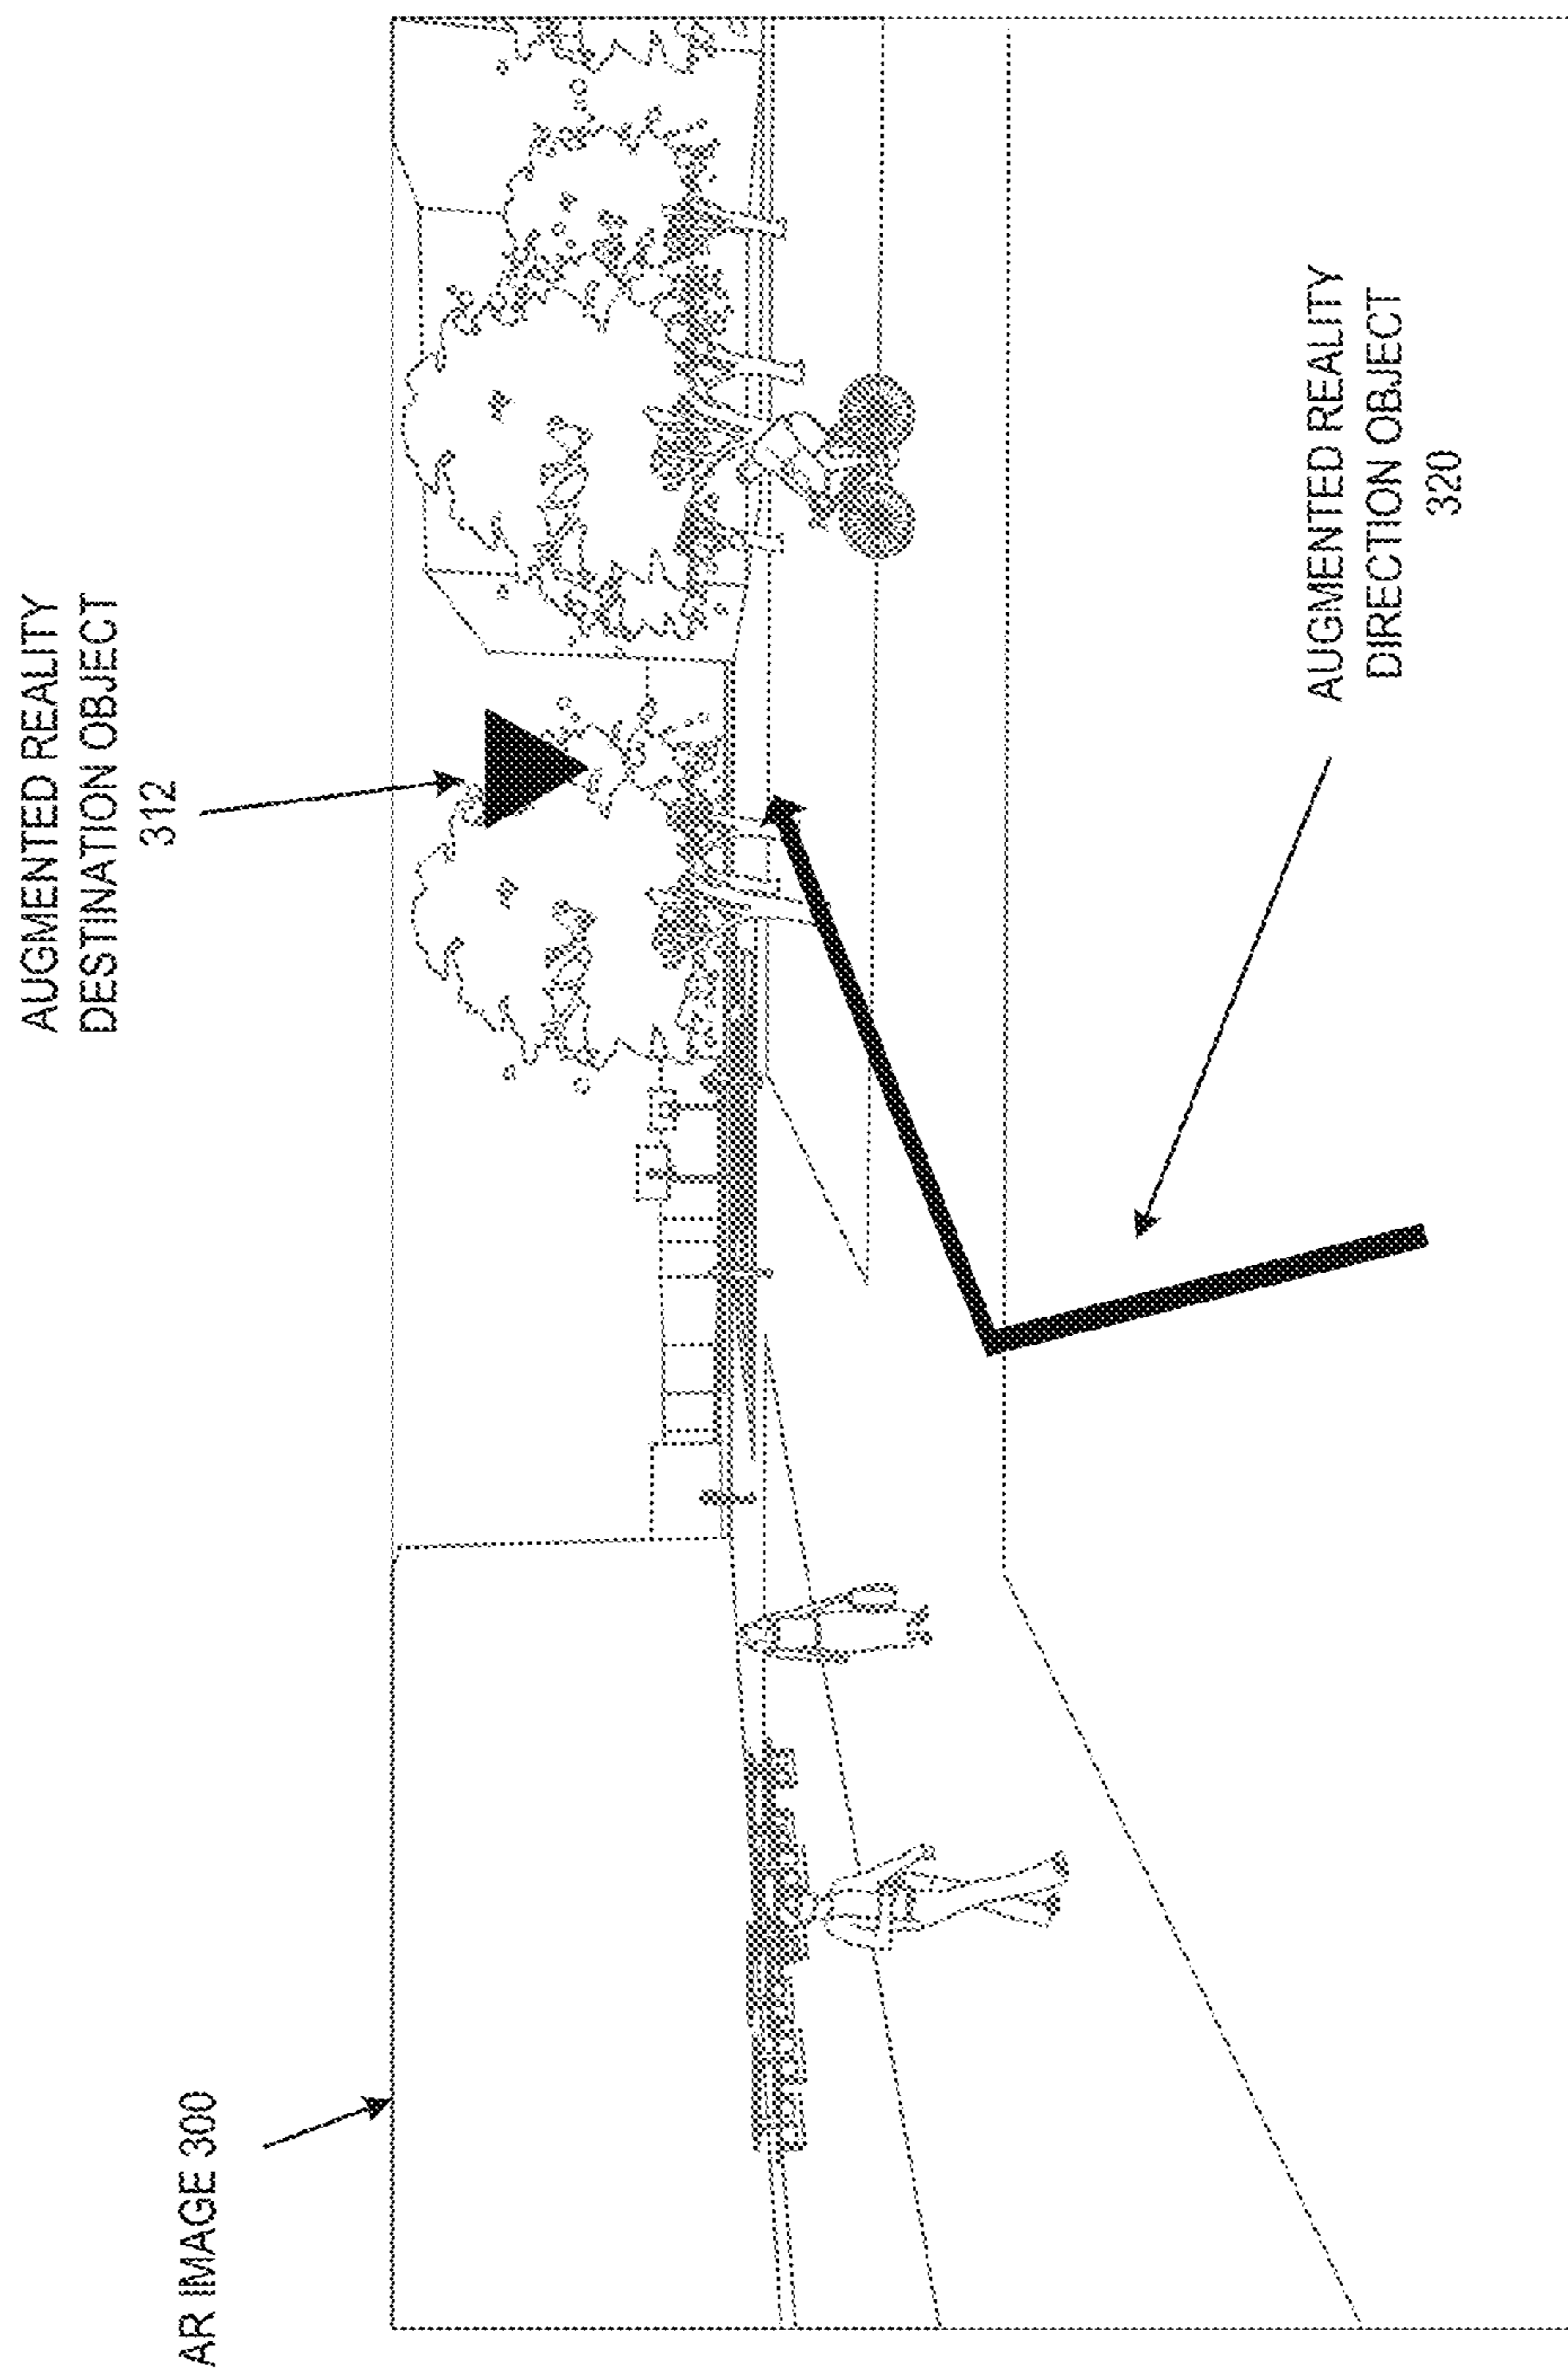 AR IMAGE 300
AUGMENTED REALITY
DESTINATION OBJECT
312
AUGMENTED REALITY
DIRECTION OBJECT
320